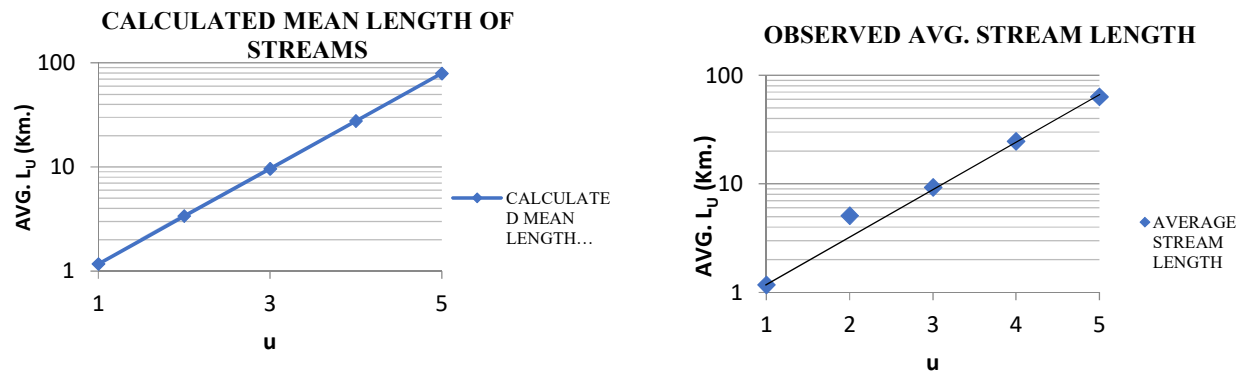 CALCULATED MEAN LENGTH OF
STREAMS
100
10
1
AVG. LU (Km.)
1
3
5
u
CALCULATE
D MEAN
LENGTH...
OBSERVED AVG. STREAM LENGTH
100
10
1
AVG. LU (Km.)
1
2
3
4
5
u
AVERAGE
STREAM
LENGTH